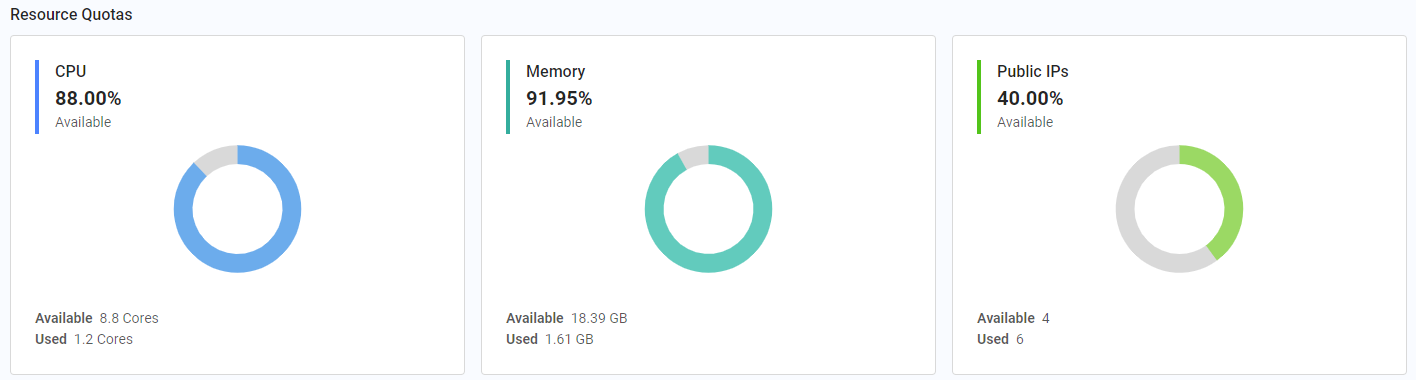 Resource Quotas
CPU
88.00%
Available
Available 8.8 Cores
Used 1.2 Cores
Memory
91.95%
Available
Available 18.39 GB
Used 1.61 GB
Public IPs
40.00%
Available
Available 4
Used 6